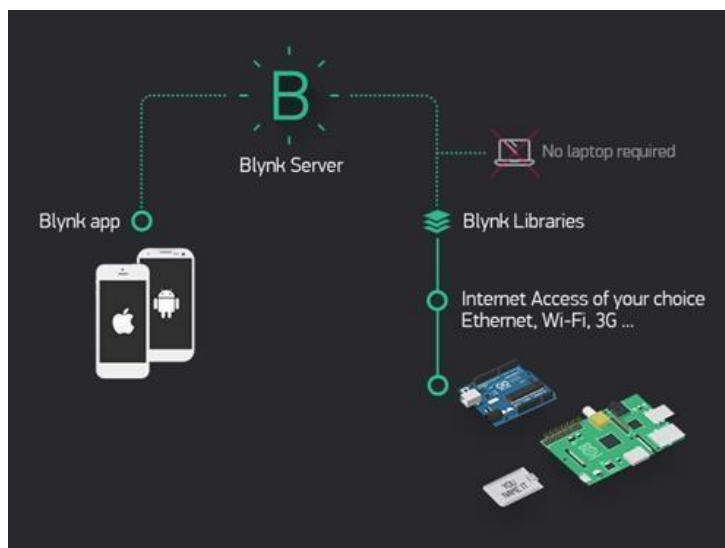 B
Blynk Server
No laptop required
Blynk app
Blynk Libraries
Internet Access of your choice
Ethernet, Wi-Fi, 3G ...
YOU
NAME IT